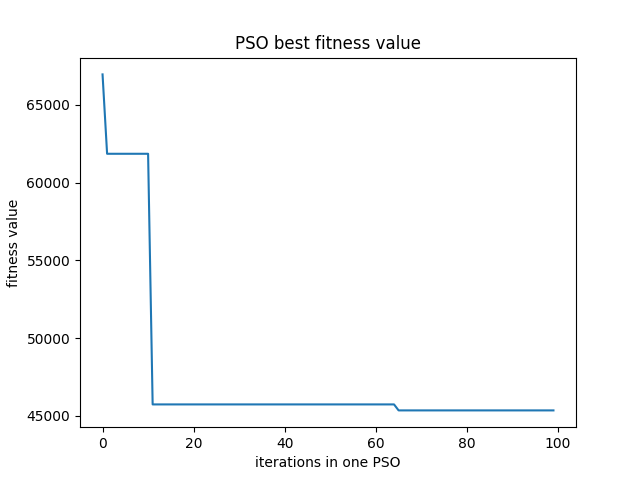 PSO best fitness value
fitness value
65000
60000
55000
50000
45000
0 20 40 60 80 100
iterations in one PSO